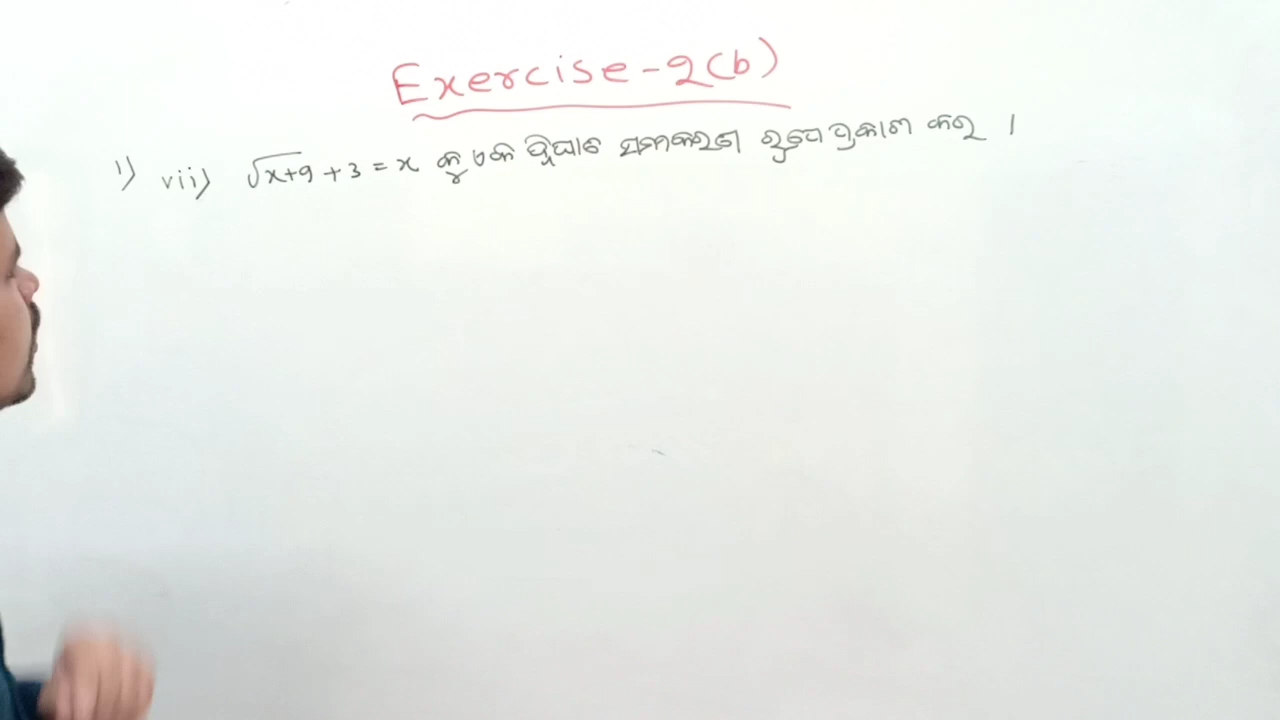 Exercise-2(b)
1) vii) √x+9 + 3 = x କୁ ଏକ ଦ୍ୱିଘାତ ସମୀକରଣ ରୂପେ ପ୍ରକାଶ କର ।